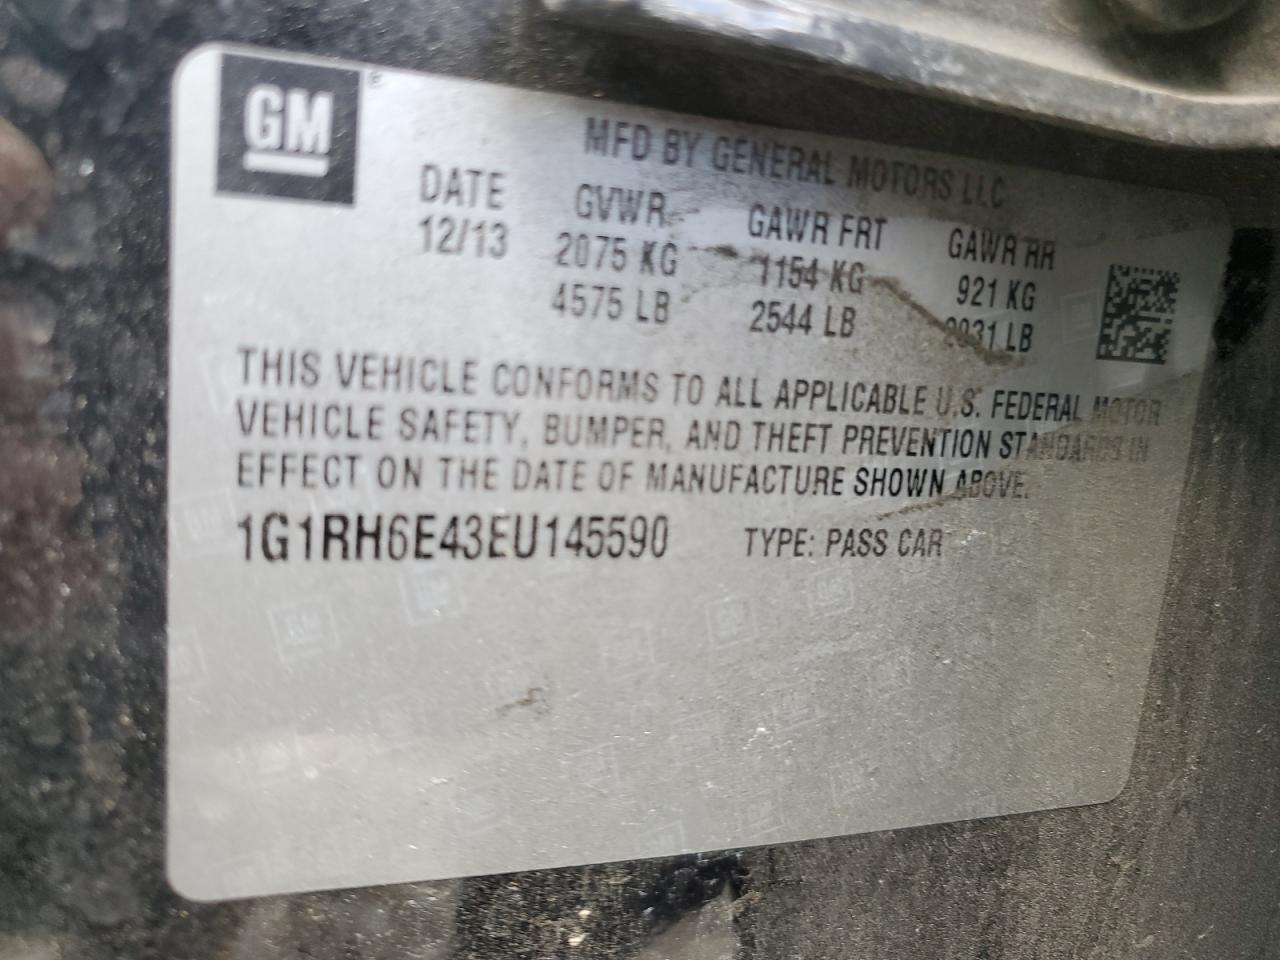 GM®
MFD BY GENERAL MOTORS LLC
DATE GVWR GAWR FRT GAWR RR
12/13 2075 KG 1154 KG 921 KG
4575 LB 2544 LB 2031 LB
THIS VEHICLE CONFORMS TO ALL APPLICABLE U.S. FEDERAL MOTOR
VEHICLE SAFETY, BUMPER, AND THEFT PREVENTION STANDARDS IN
EFFECT ON THE DATE OF MANUFACTURE SHOWN ABOVE.
1G1RH6E43EU145590 TYPE: PASS CAR